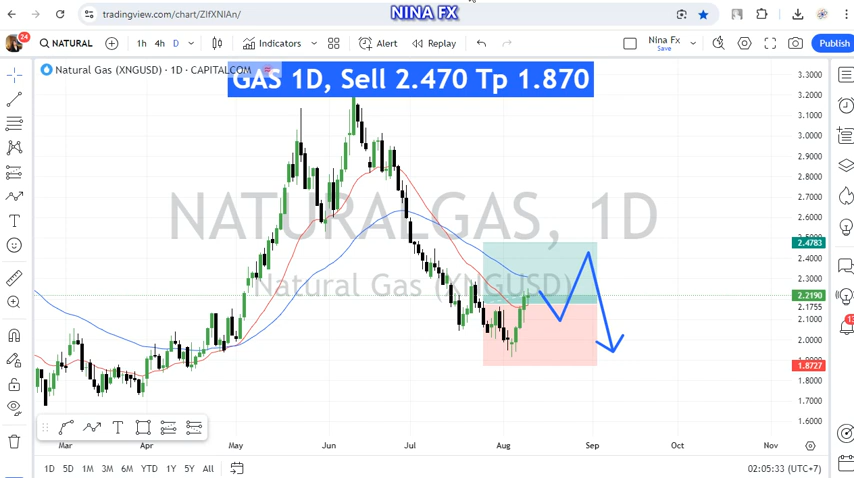 NINA FX
tradingview.com/chart/ZIfXNIAn/
24
NATURAL 1h 4h D Indicators Alert Replay Nina Fx Save Publish
Natural Gas (XNGUSD) · 1D · CAPITALCOM
GAS 1D, Sell 2.470 Tp 1.870
NATURALGAS, 1D
Natural Gas (XNGUSD)
3.3000
3.2000
3.1000
3.0000
2.9000
2.8000
2.7000
2.6000
2.5000
2.4783
2.4000
2.3000
2.2190
2.1755
2.1000
2.0000
1.8727
1.8000
1.7000
1.6000
Mar Apr May Jun Jul Aug Sep Oct Nov
1D 5D 1M 3M 6M YTD 1Y 5Y All
02:05:33 (UTC+7)